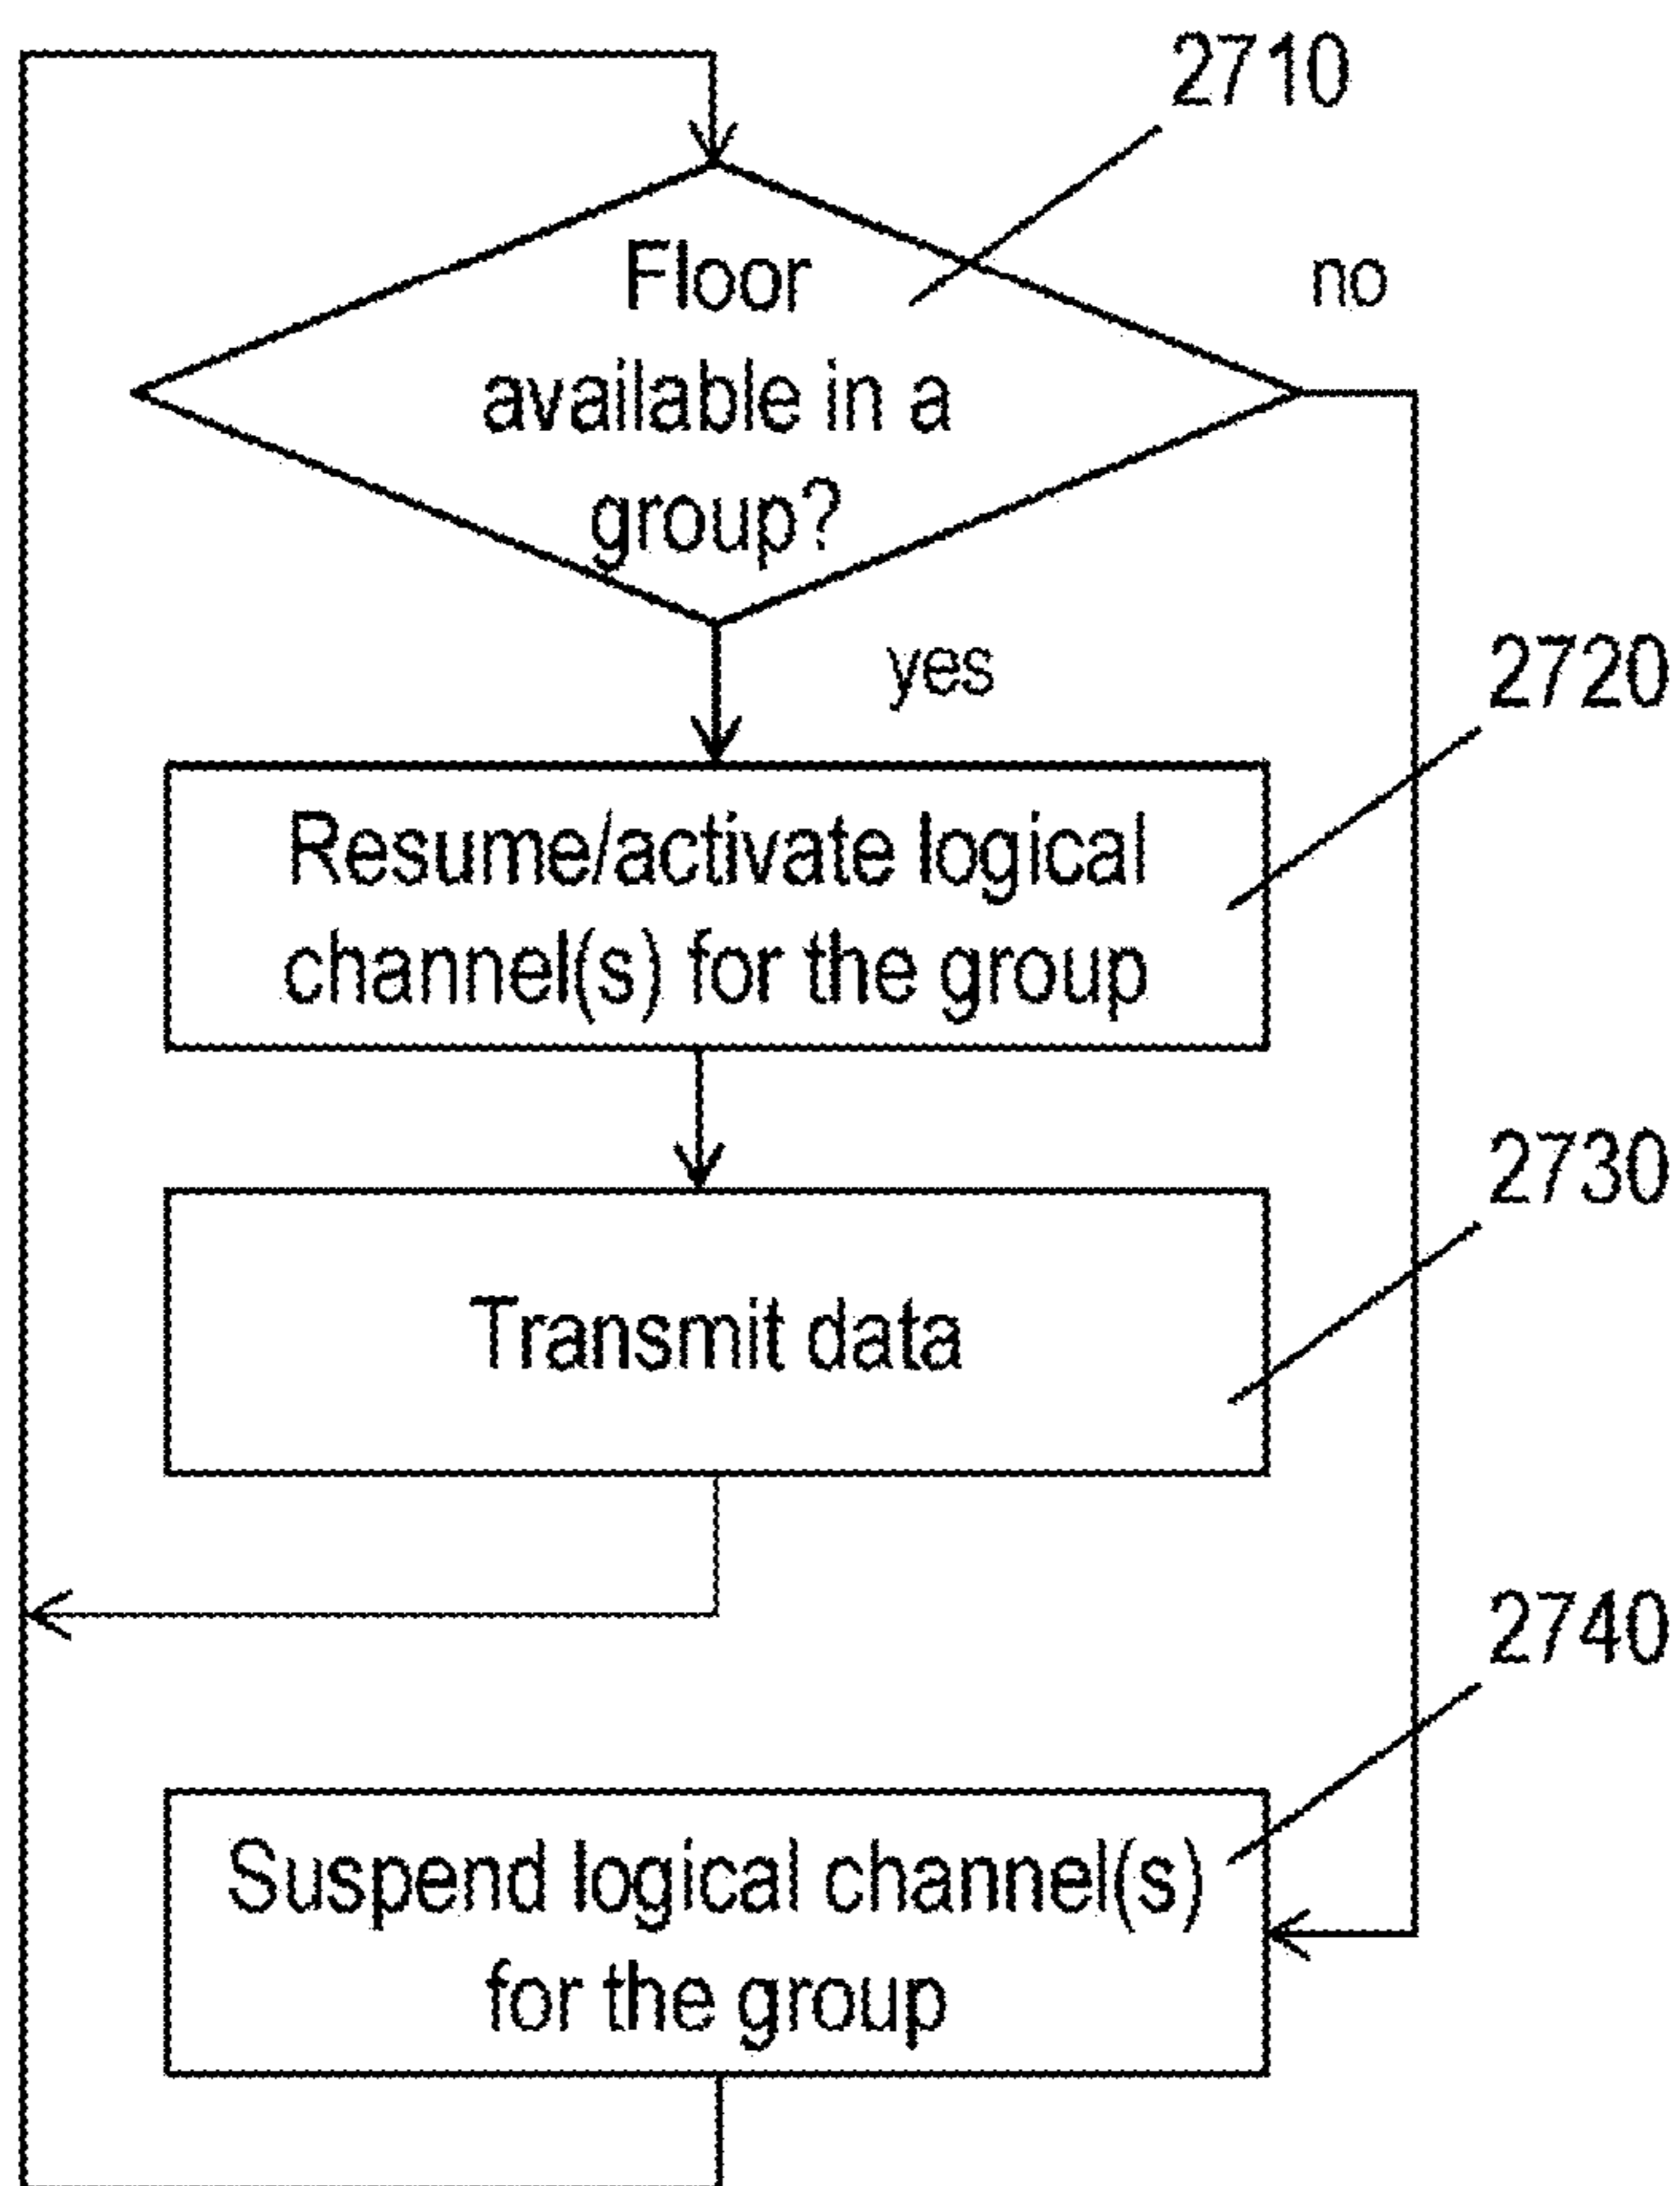 2710
Floor
available in a
group?
no
yes
2720
Resume/activate logical
channel(s) for the group
2730
Transmit data
2740
Suspend logical channel(s)
for the group